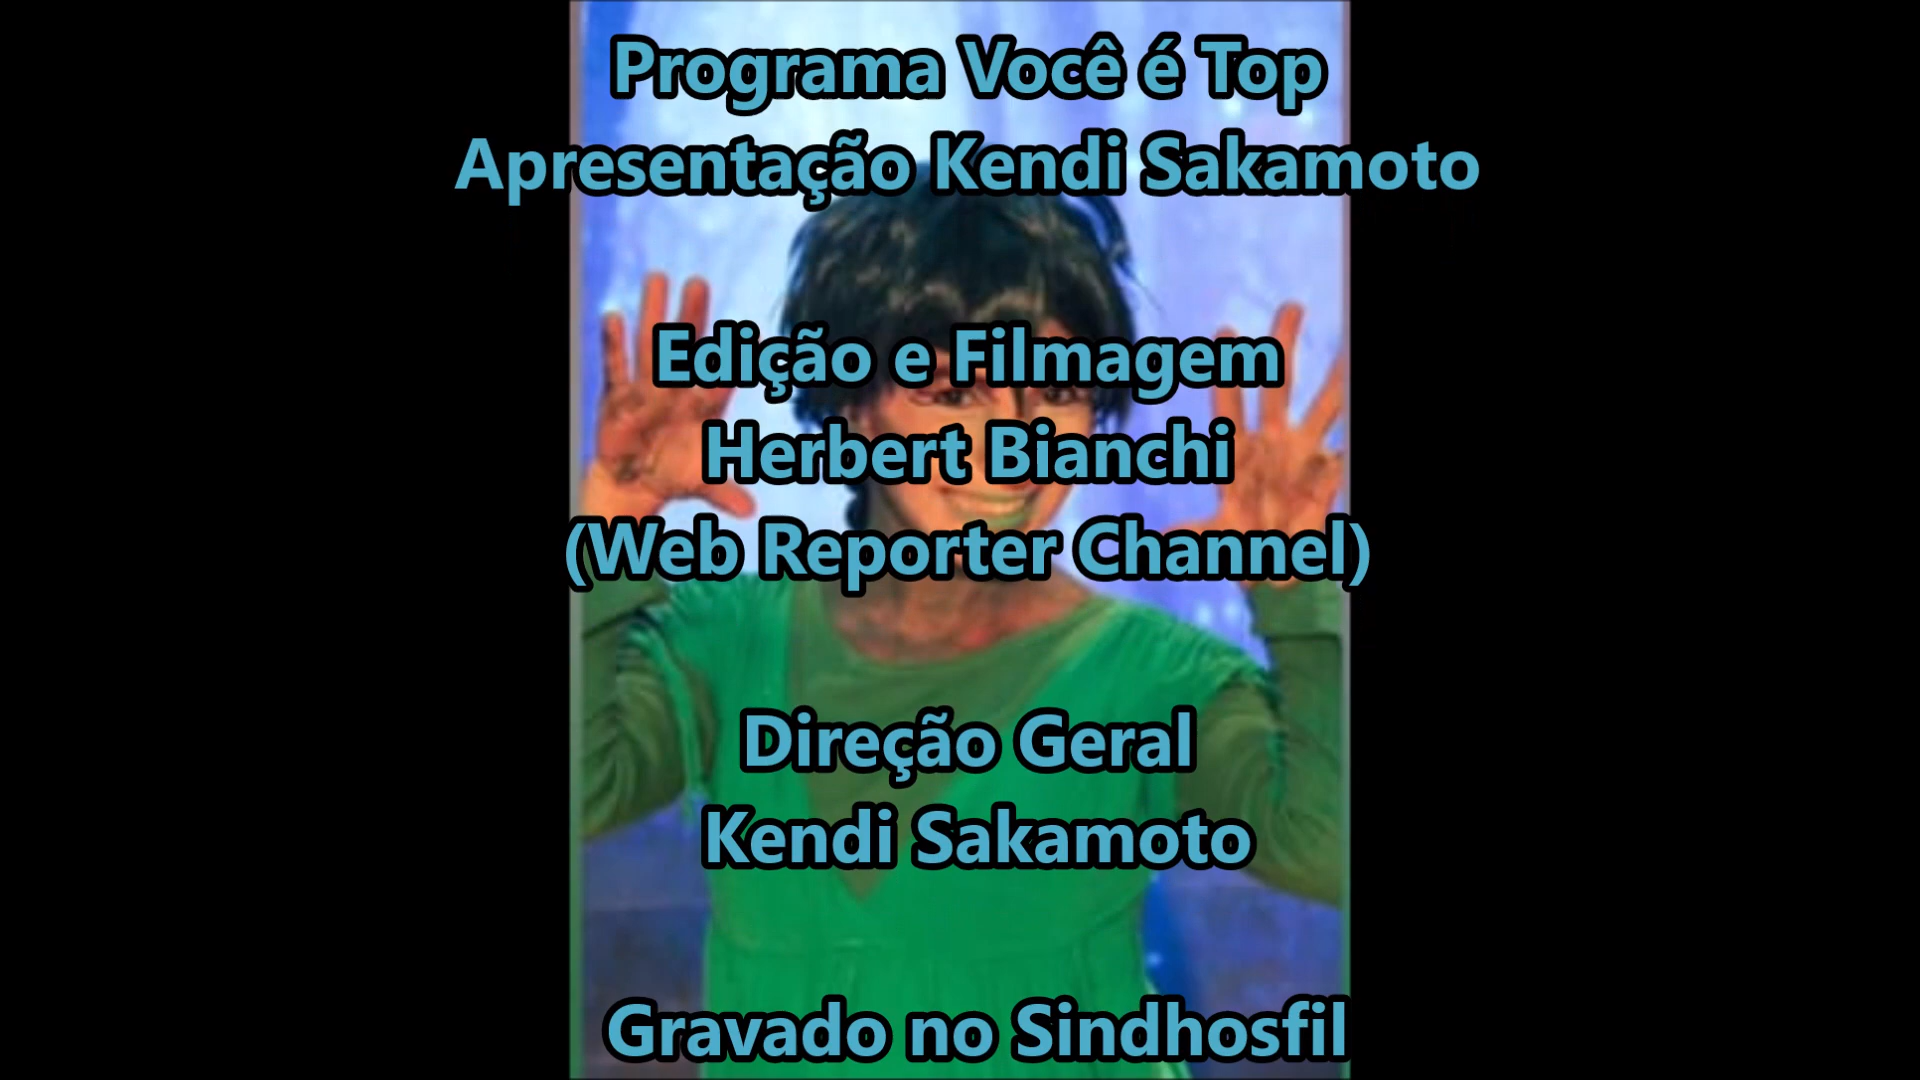 Programa Você é Top
Apresentação Kendi Sakamoto
Edição e Filmagem
Herbert Bianchi
(Web Reporter Channel)
Direção Geral
Kendi Sakamoto
Gravado no Sindhosfil